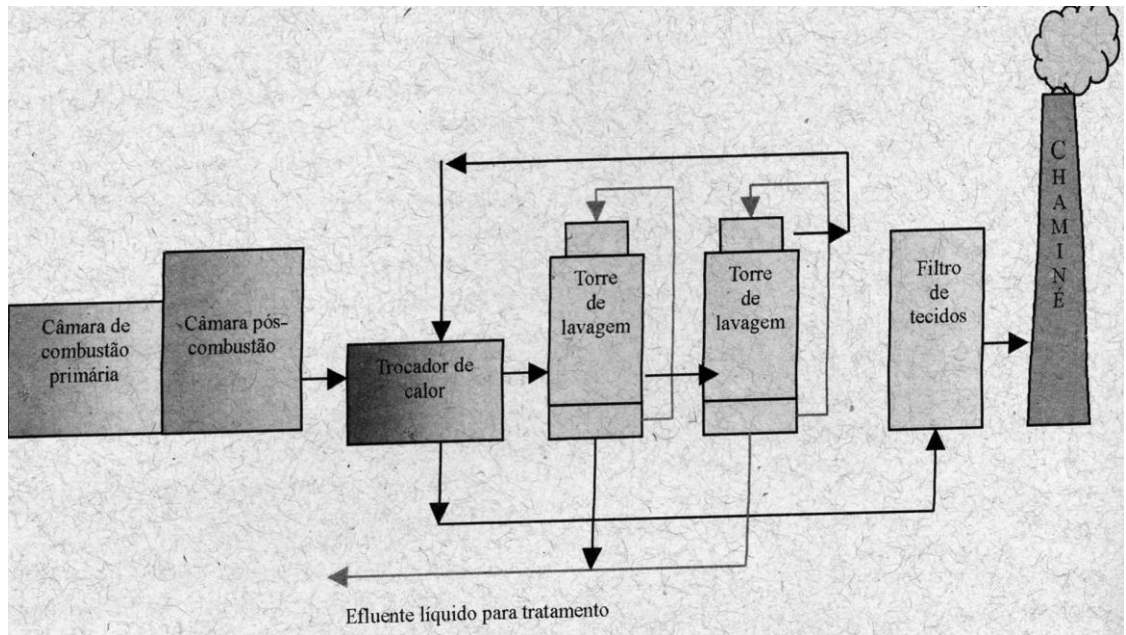 Câmara de
combustão
primária
Câmara pós-
combustão
Trocador de
calor
Torre
de
lavagem
Torre
de
lavagem
Filtro
de
tecidos
CHAMINÉ
Efluente líquido para tratamento